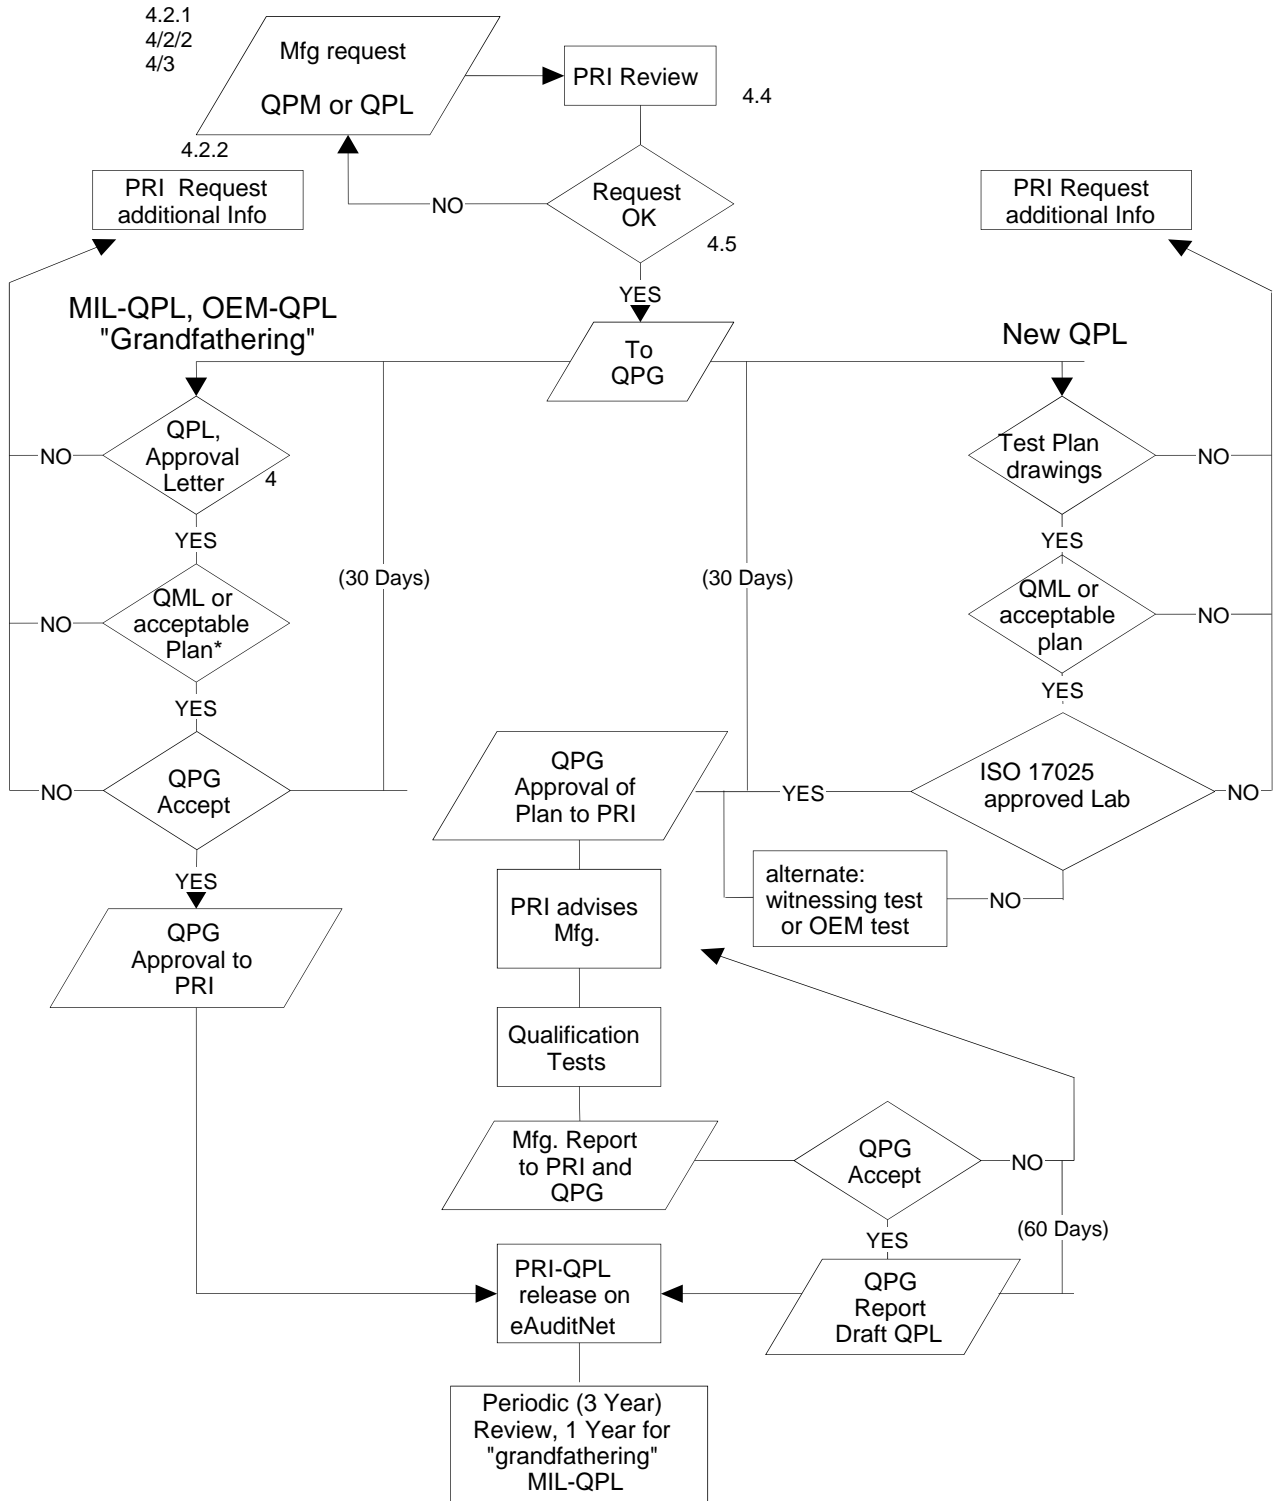 4.2.1
4/2/2
4/3
Mfg request
QPM or QPL
PRI Review
4.4
4.2.2
PRI Request
additional Info
NO
Request
OK
4.5
PRI Request
additional Info
YES
MIL-QPL, OEM-QPL
"Grandfathering"
To
QPG
New QPL
QPL,
Approval
Letter
4
NO
Test Plan
drawings
NO
YES
YES
(30 Days)
(30 Days)
QML or
acceptable
Plan*
NO
QML or
acceptable
plan
NO
YES
YES
QPG
Accept
NO
QPG
Approval of
Plan to PRI
YES
ISO 17025
approved Lab
NO
YES
PRI advises
Mfg.
alternate:
witnessing test
or OEM test
NO
QPG
Approval to
PRI
Qualification
Tests
Mfg. Report
to PRI and
QPG
QPG
Accept
NO
(60 Days)
YES
PRI-QPL
release on
eAuditNet
QPG
Report
Draft QPL
Periodic (3 Year)
Review, 1 Year for
"grandfathering"
MIL-QPL